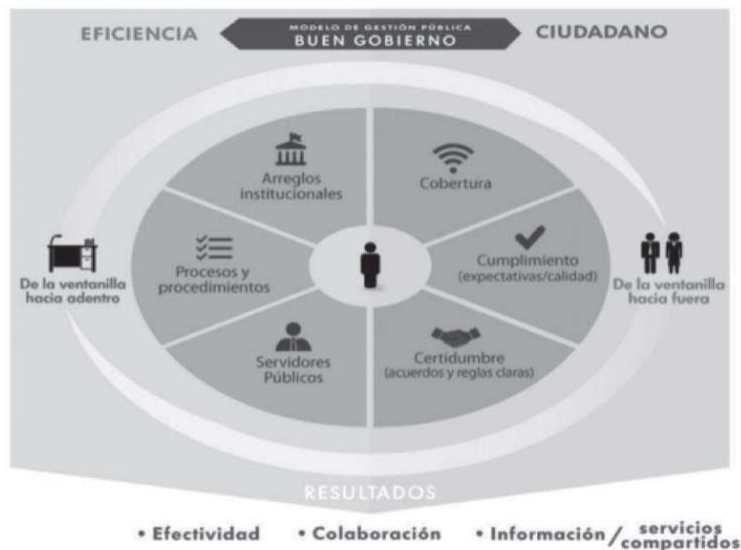 EFICIENCIA
MODELO DE GESTIÓN PÚBLICA
BUEN GOBIERNO
CIUDADANO
Arreglos
institucionales
Cobertura
Procesos y
procedimientos
Cumplimiento
(expectativas/calidad)
De la ventanilla
hacia adentro
De la ventanilla
hacia fuera
Servidores
Públicos
Certidumbre
(acuerdos y reglas claras)
RESULTADOS
• Efectividad • Colaboración • Información / servicios
compartidos